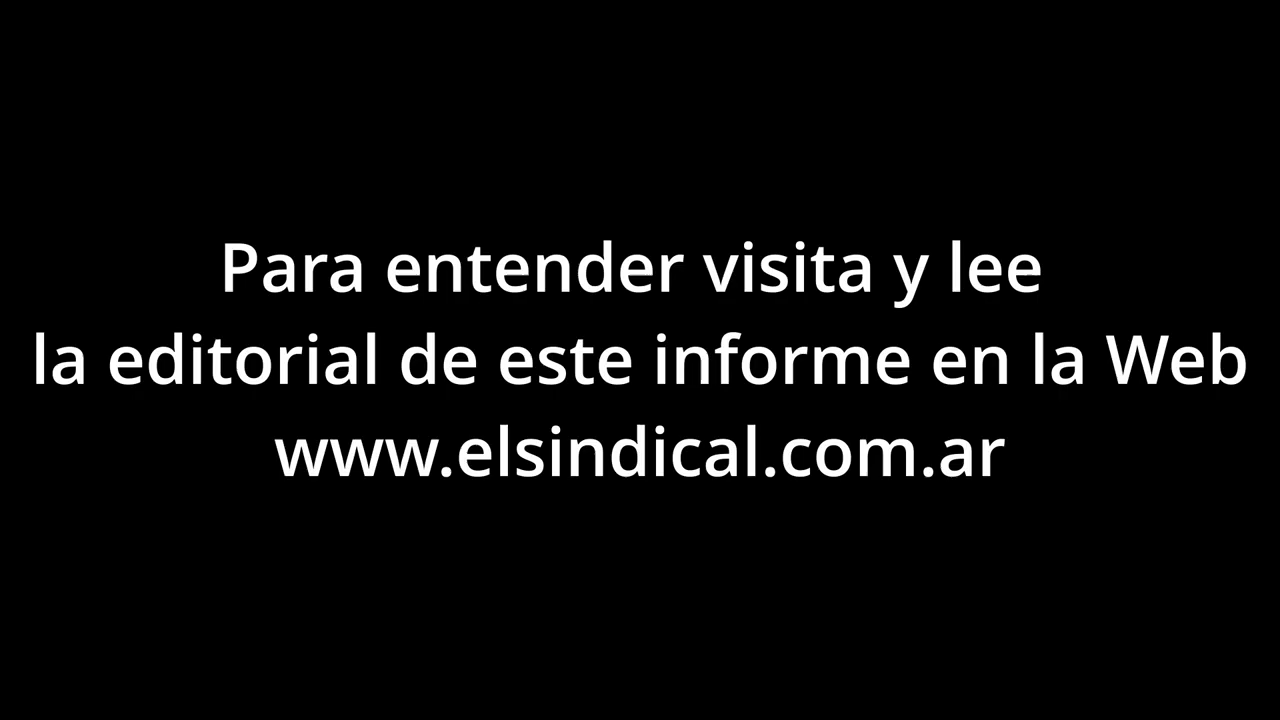 Para entender visita y lee
la editorial de este informe en la Web
www.elsindical.com.ar